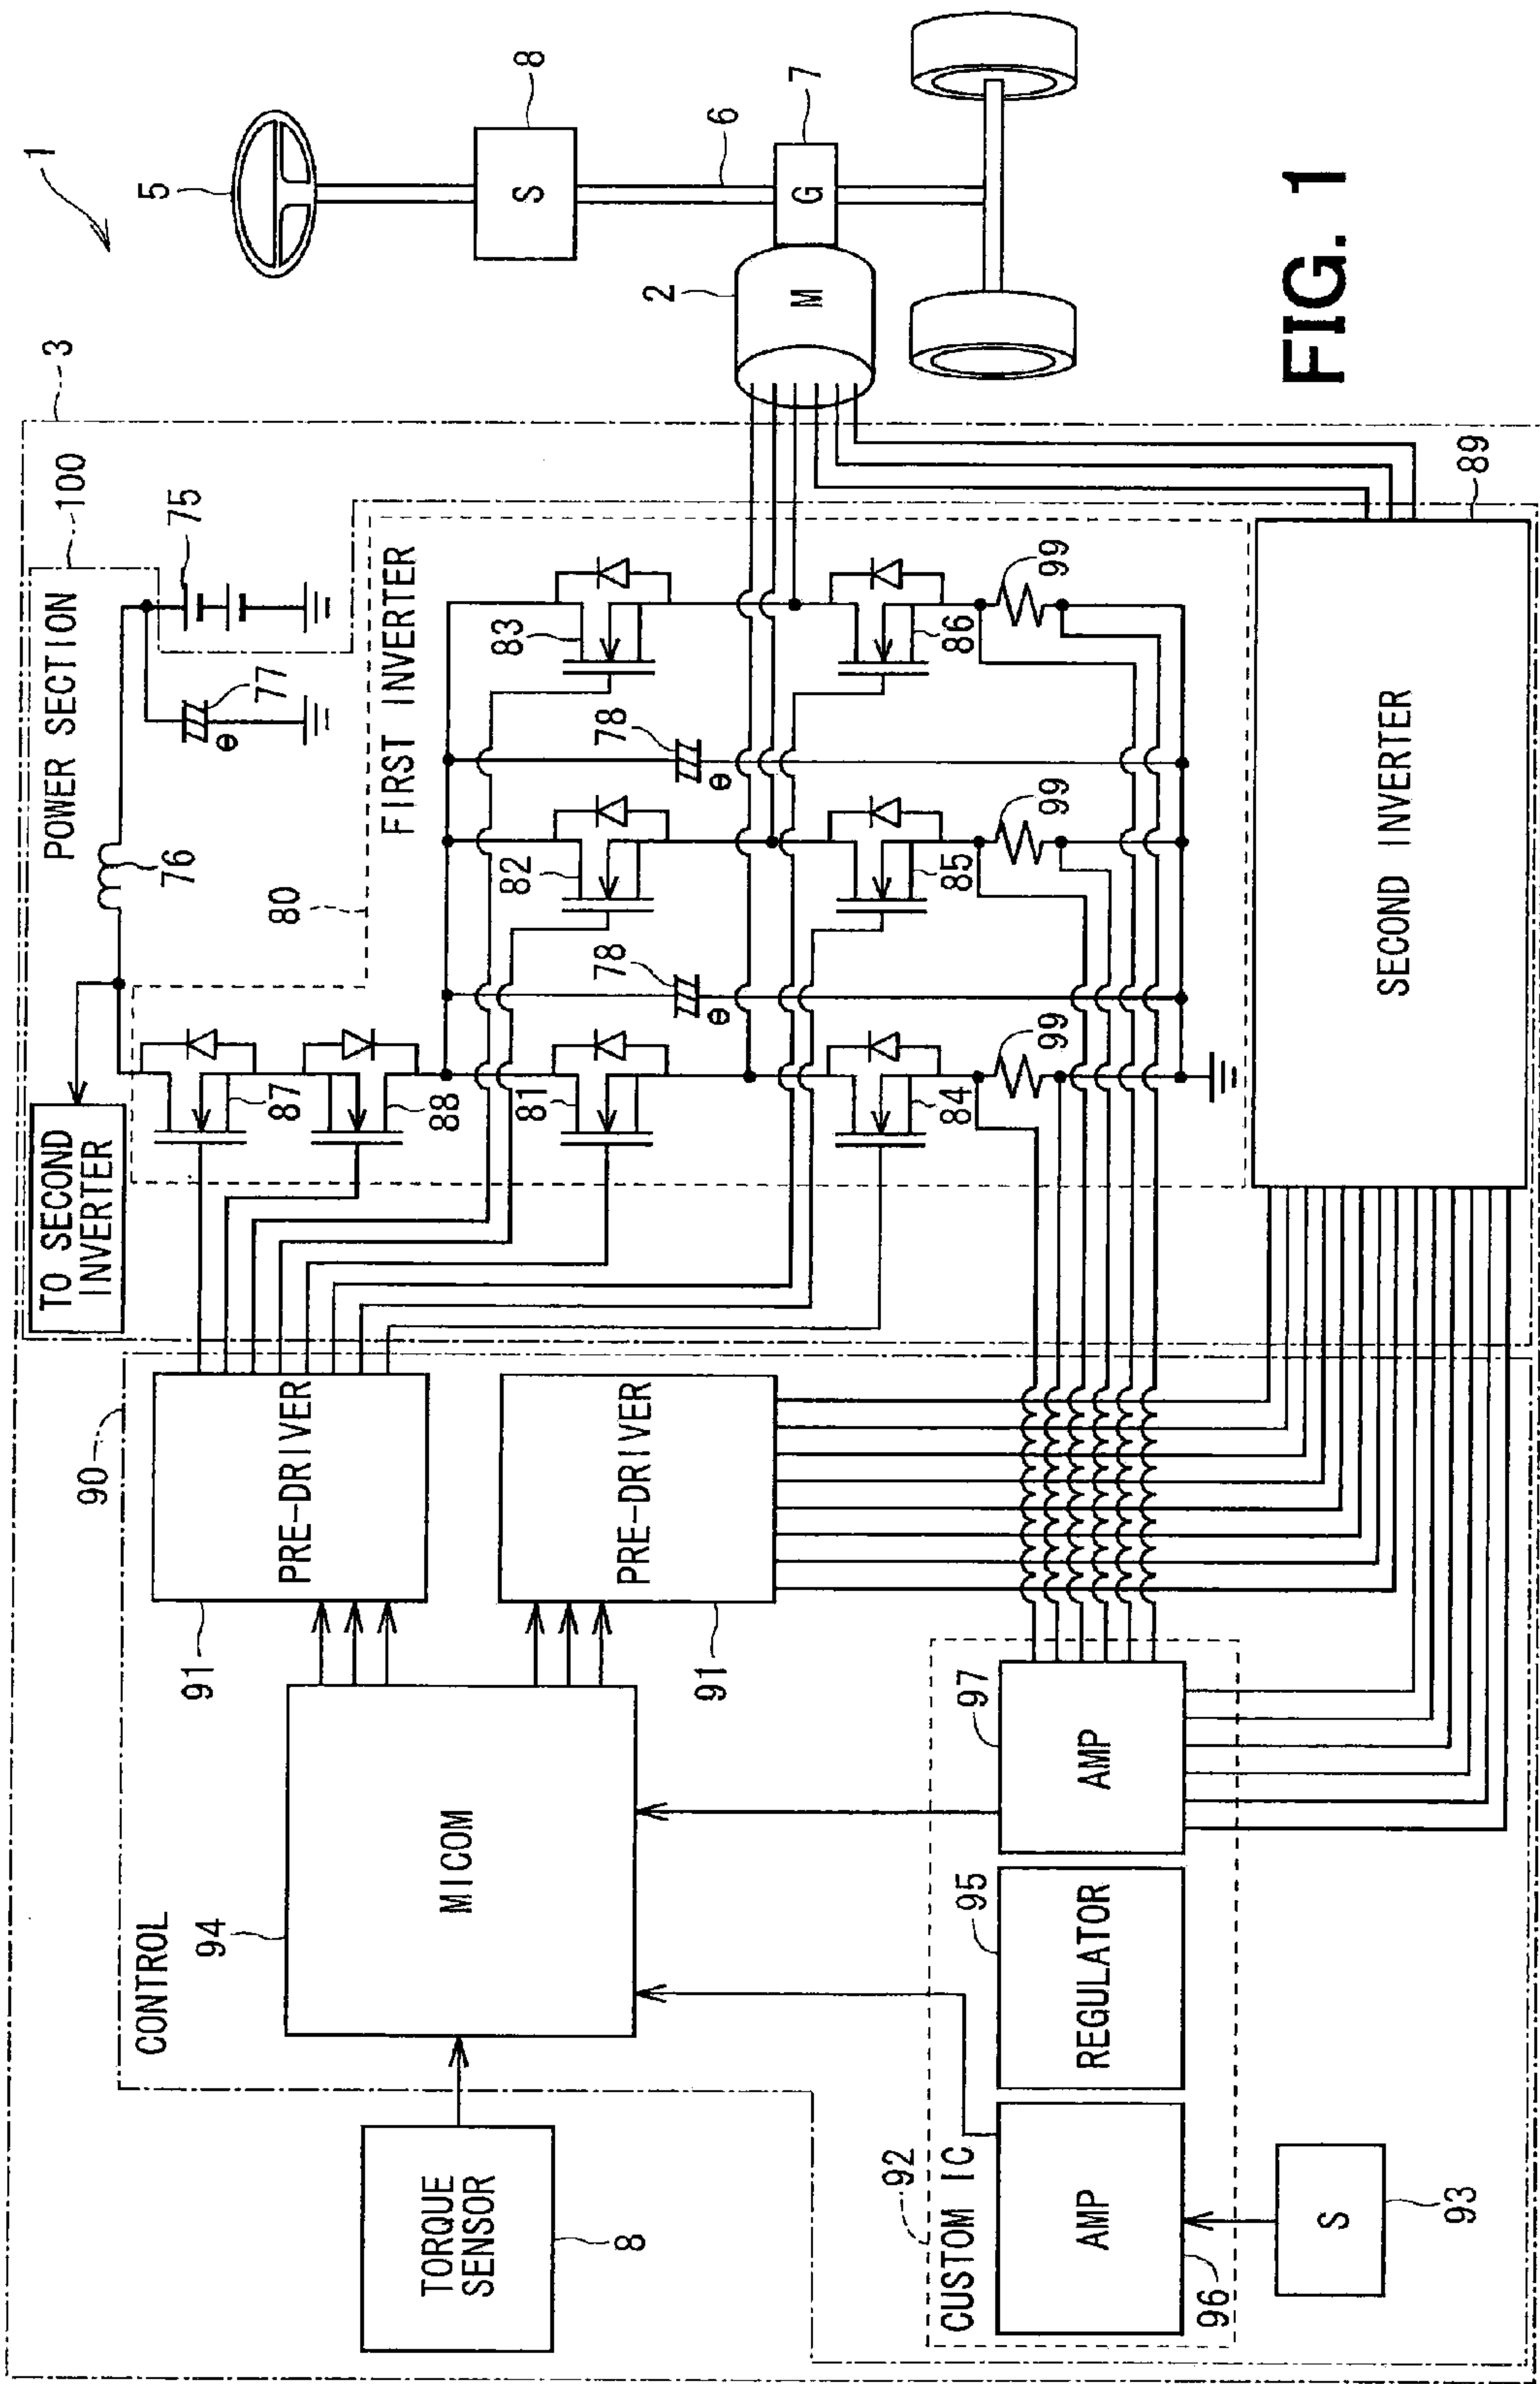 FIG. 1
1
5
8
S
6
7
G
2
M
3
100
POWER SECTION
75
77
θ
76
TO SECOND
INVERTER
80
FIRST INVERTER
87
88
81
82
83
78
θ
78
θ
84
85
86
99
99
99
SECOND INVERTER
89
90
CONTROL
PRE-DRIVER
91
PRE-DRIVER
91
94
MICOM
TORQUE
SENSOR
8
92
CUSTOM IC
97
AMP
95
REGULATOR
AMP
96
S
93